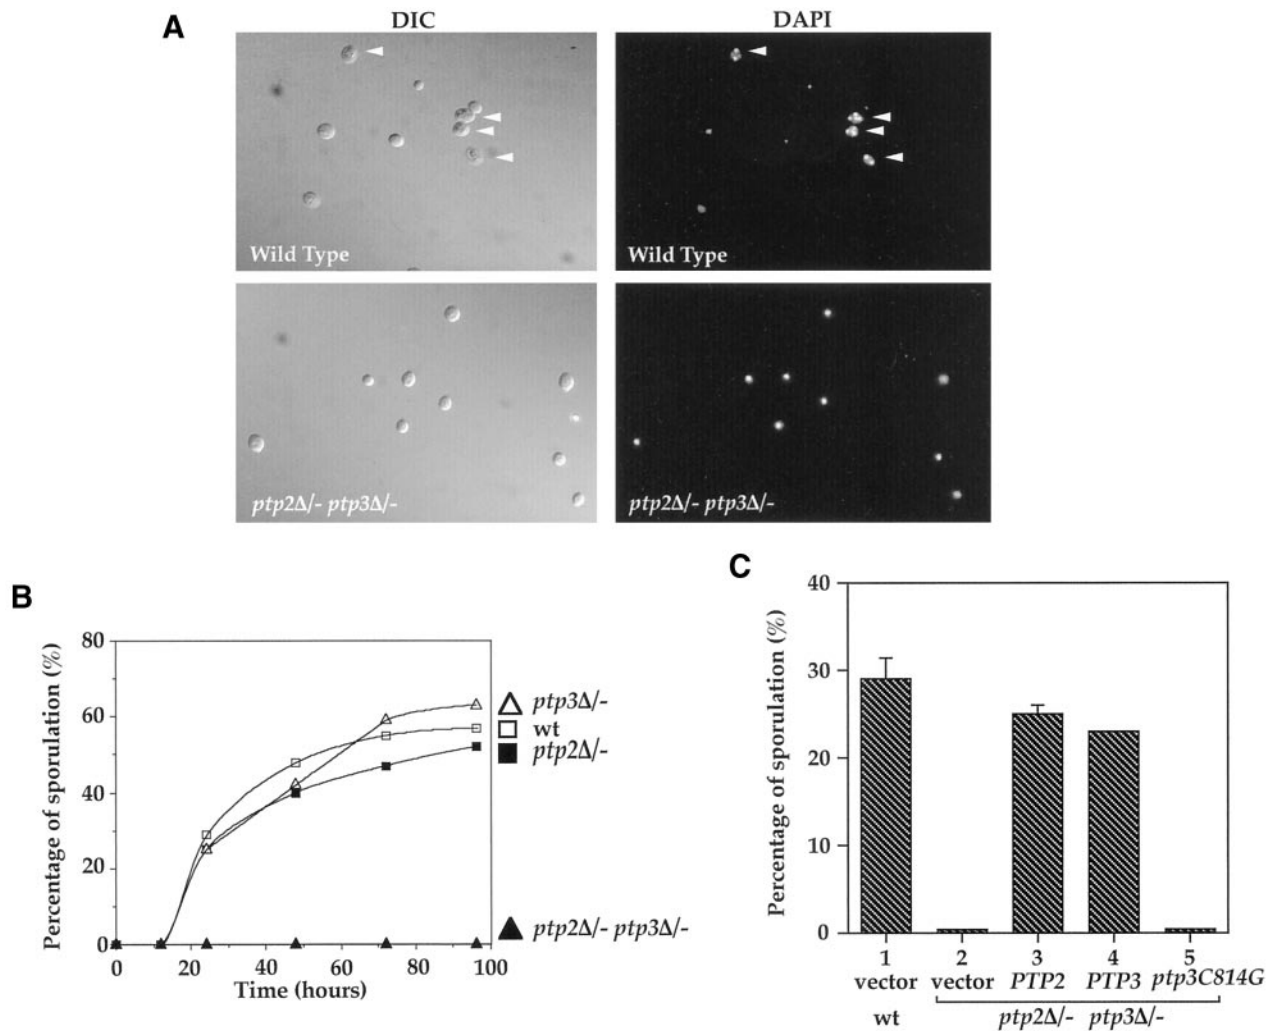 A
DIC
DAPI
Wild Type
Wild Type
ptp2Δ/- ptp3Δ/-
ptp2Δ/- ptp3Δ/-
B
Percentage of sporulation (%)
80
60
40
20
0
0 20 40 60 80 100
Time (hours)
ptp3Δ/-
wt
ptp2Δ/-
ptp2Δ/- ptp3Δ/-
C
Percentage of sporulation (%)
40
30
20
10
0
1 2 3 4 5
vector vector PTP2 PTP3 ptp3C814G
wt ptp2Δ/- ptp3Δ/-